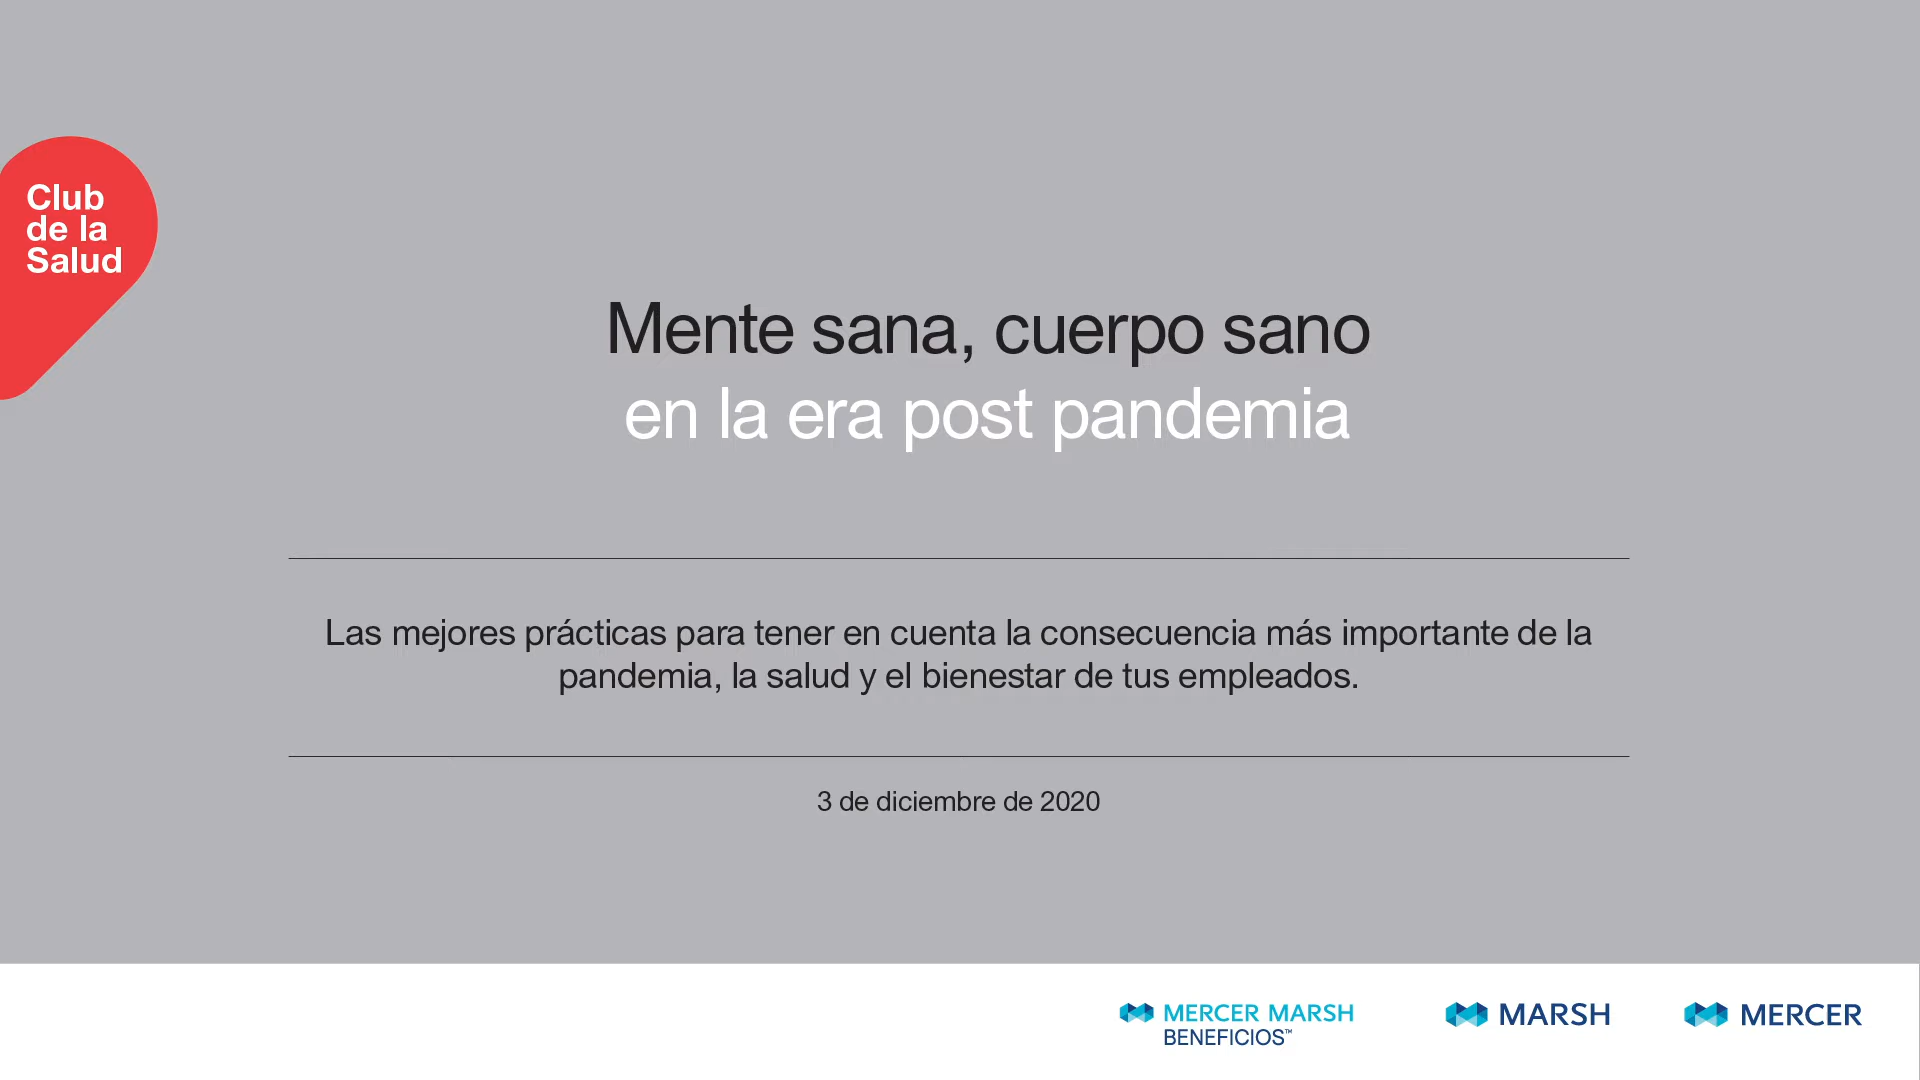 Club
de la
Salud
Mente sana, cuerpo sano
en la era post pandemia
Las mejores prácticas para tener en cuenta la consecuencia más importante de la
pandemia, la salud y el bienestar de tus empleados.
3 de diciembre de 2020
MERCER MARSH
BENEFICIOS™
MARSH
MERCER